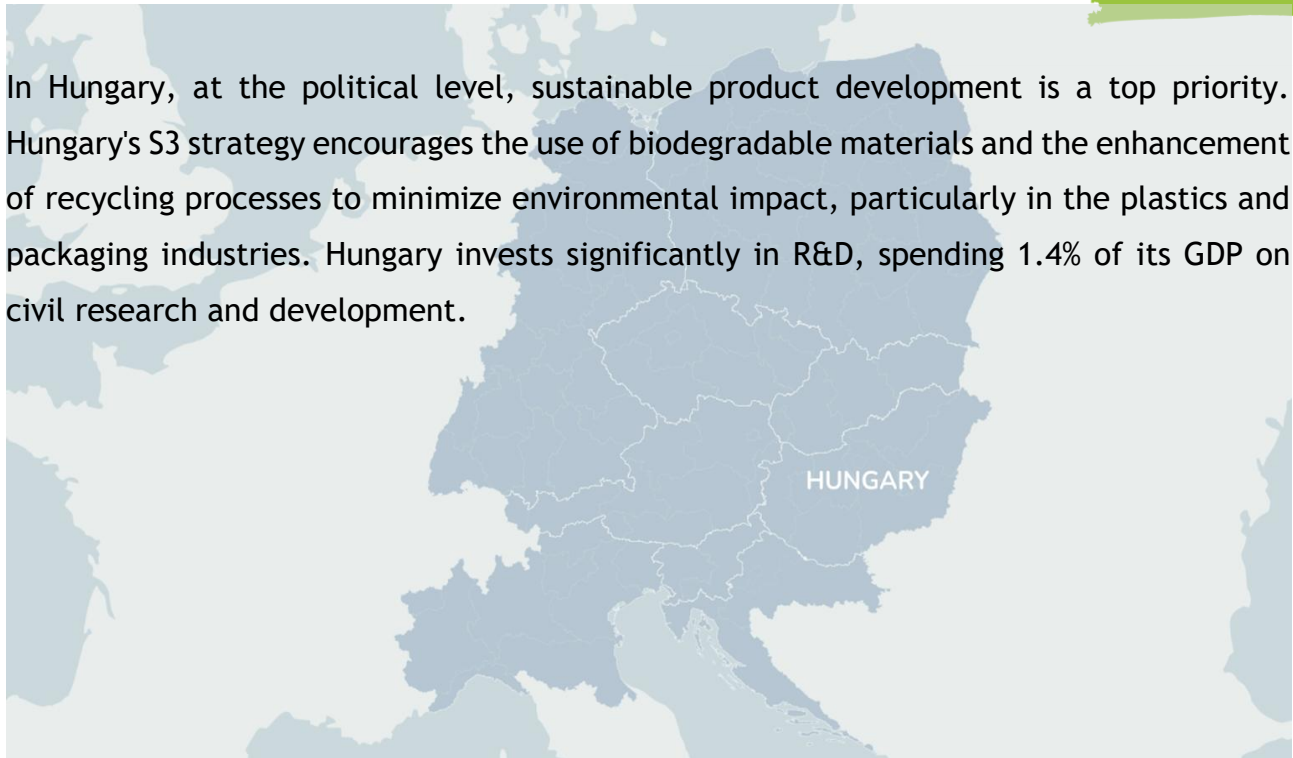 In Hungary, at the political level, sustainable product development is a top priority.
Hungary's S3 strategy encourages the use of biodegradable materials and the enhancement
of recycling processes to minimize environmental impact, particularly in the plastics and
packaging industries. Hungary invests significantly in R&D, spending 1.4% of its GDP on
civil research and development.
HUNGARY